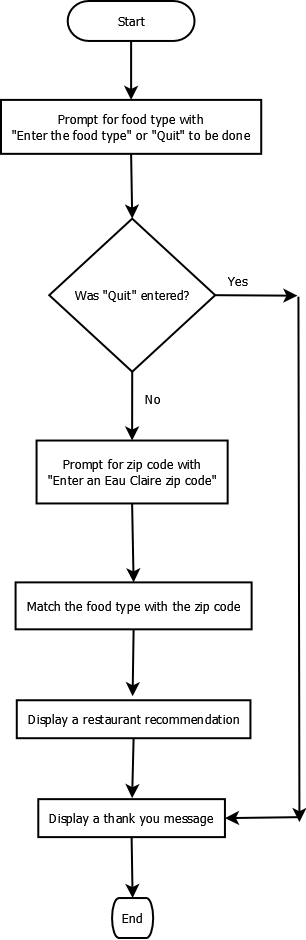 Start
Prompt for food type with
"Enter the food type" or "Quit" to be done
Was "Quit" entered?
Yes
No
Prompt for zip code with
"Enter an Eau Claire zip code"
Match the food type with the zip code
Display a restaurant recommendation
Display a thank you message
End